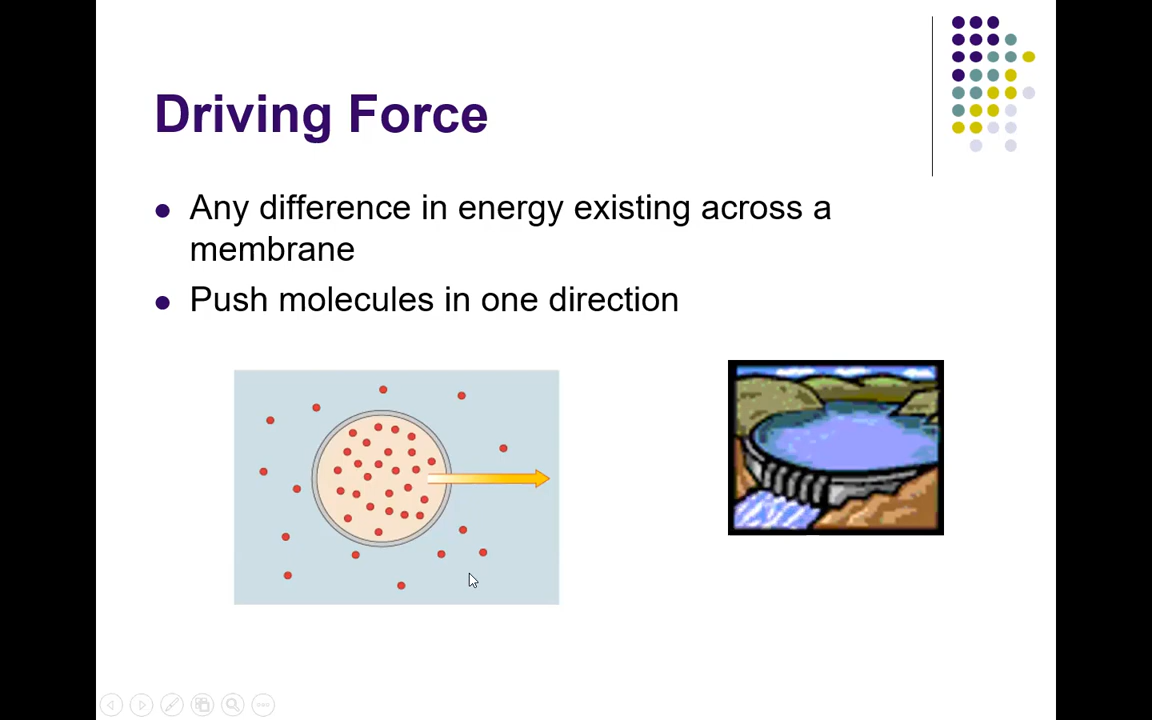 Driving Force
Any difference in energy existing across a
membrane
Push molecules in one direction